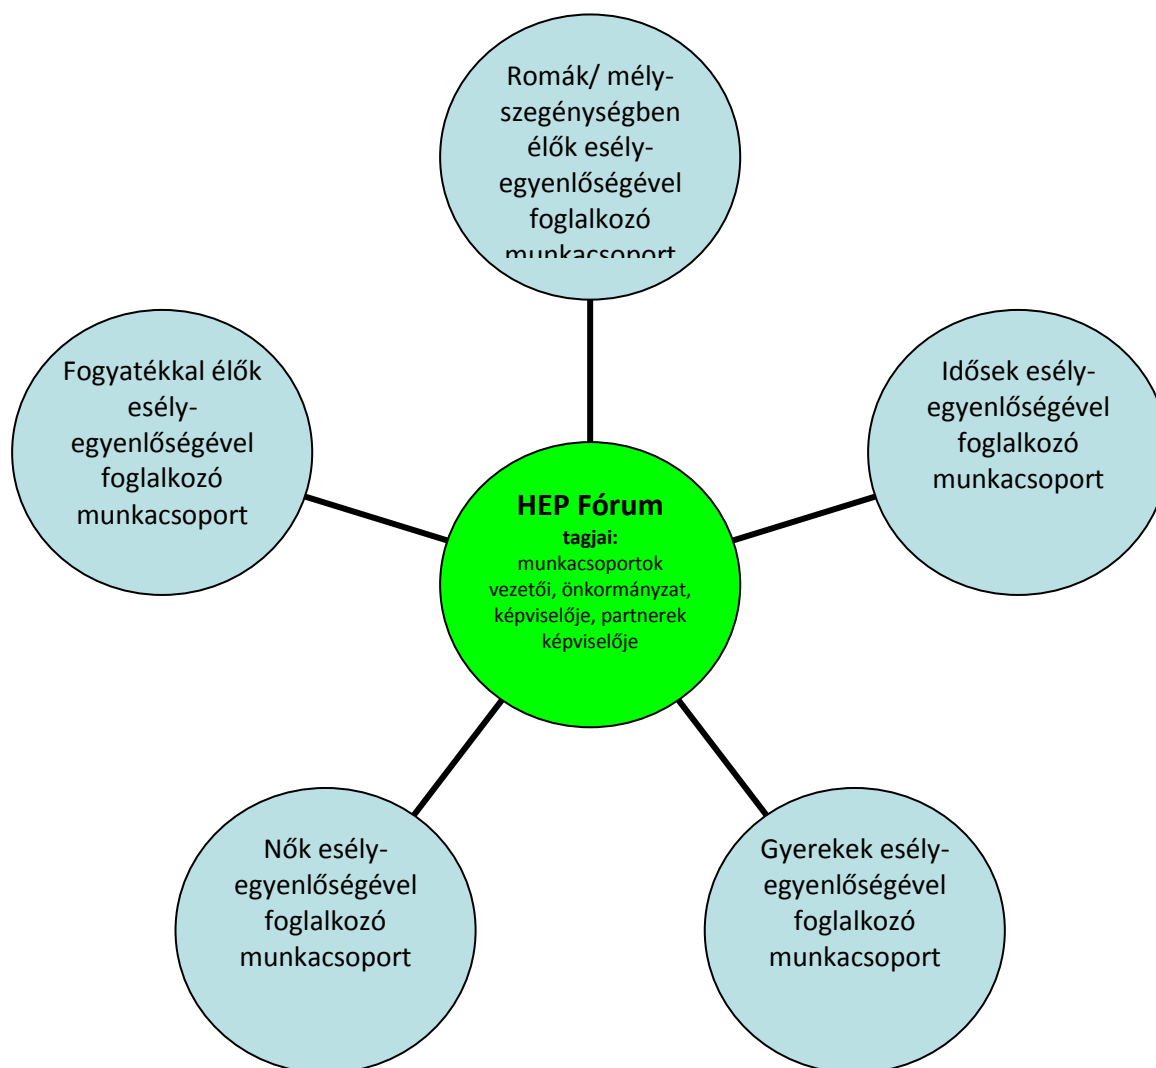 Romák/ mély-
szegénységben
élők esély-
egyenlőségével
foglalkozó
munkacsoport
Fogyatékkal élők
esély-
egyenlőségével
foglalkozó
munkacsoport
Idősek esély-
egyenlőségével
foglalkozó
munkacsoport
HEP Fórum
tagjai:
munkacsoportok
vezetői, önkormányzat,
képviselője, partnerek
képviselője
Nők esély-
egyenlőségével
foglalkozó
munkacsoport
Gyerekek esély-
egyenlőségével
foglalkozó
munkacsoport